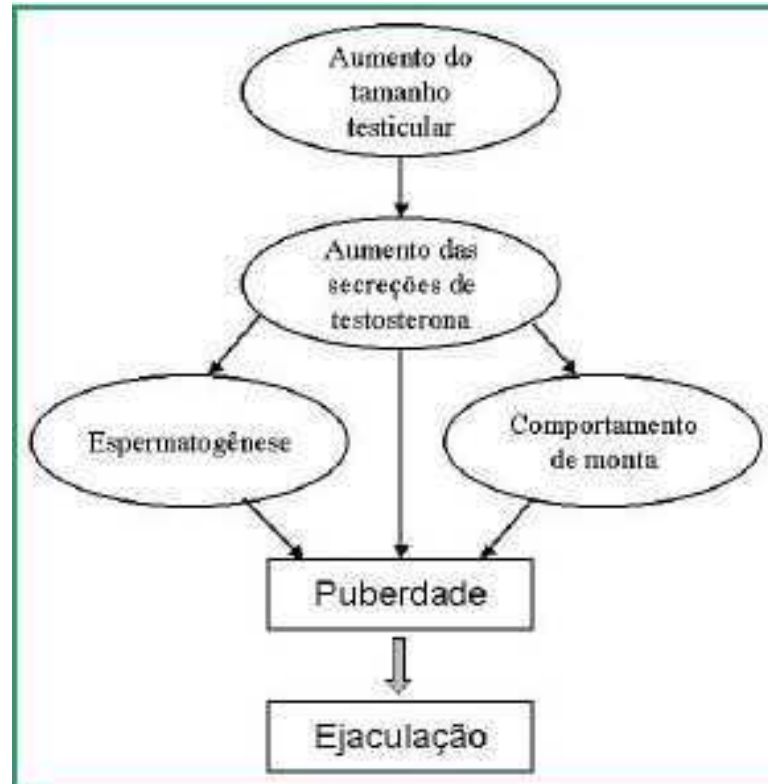 Aumento do
tamanho
testicular
Aumento das
secreções de
testosterona
Espermatogênese
Comportamento
de monta
Puberdade
Ejaculação